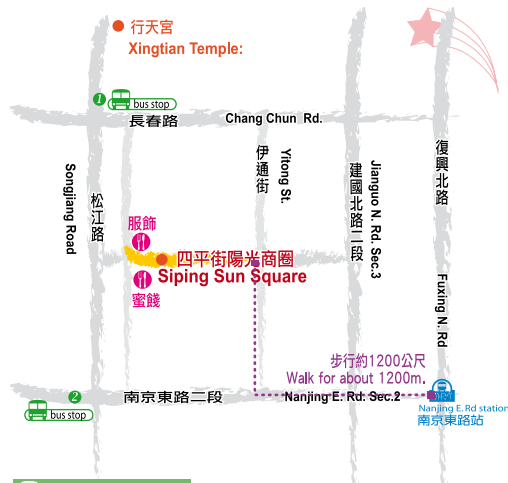 行天宮
Xingtian Temple:
1
bus stop
長春路
Chang Chun Rd.
Songjiang Road
松江路
伊通街
Yitong St.
建國北路二段
Jianguo N. Rd. Sec.3
復興北路
Fuxing N. Rd
服飾
四平街陽光商圈
Siping Sun Square
蜜餞
步行約1200公尺
Walk for about 1200m.
2
bus stop
南京東路二段
Nanjing E. Rd. Sec.2
Nanjing E. Rd station
南京東路站